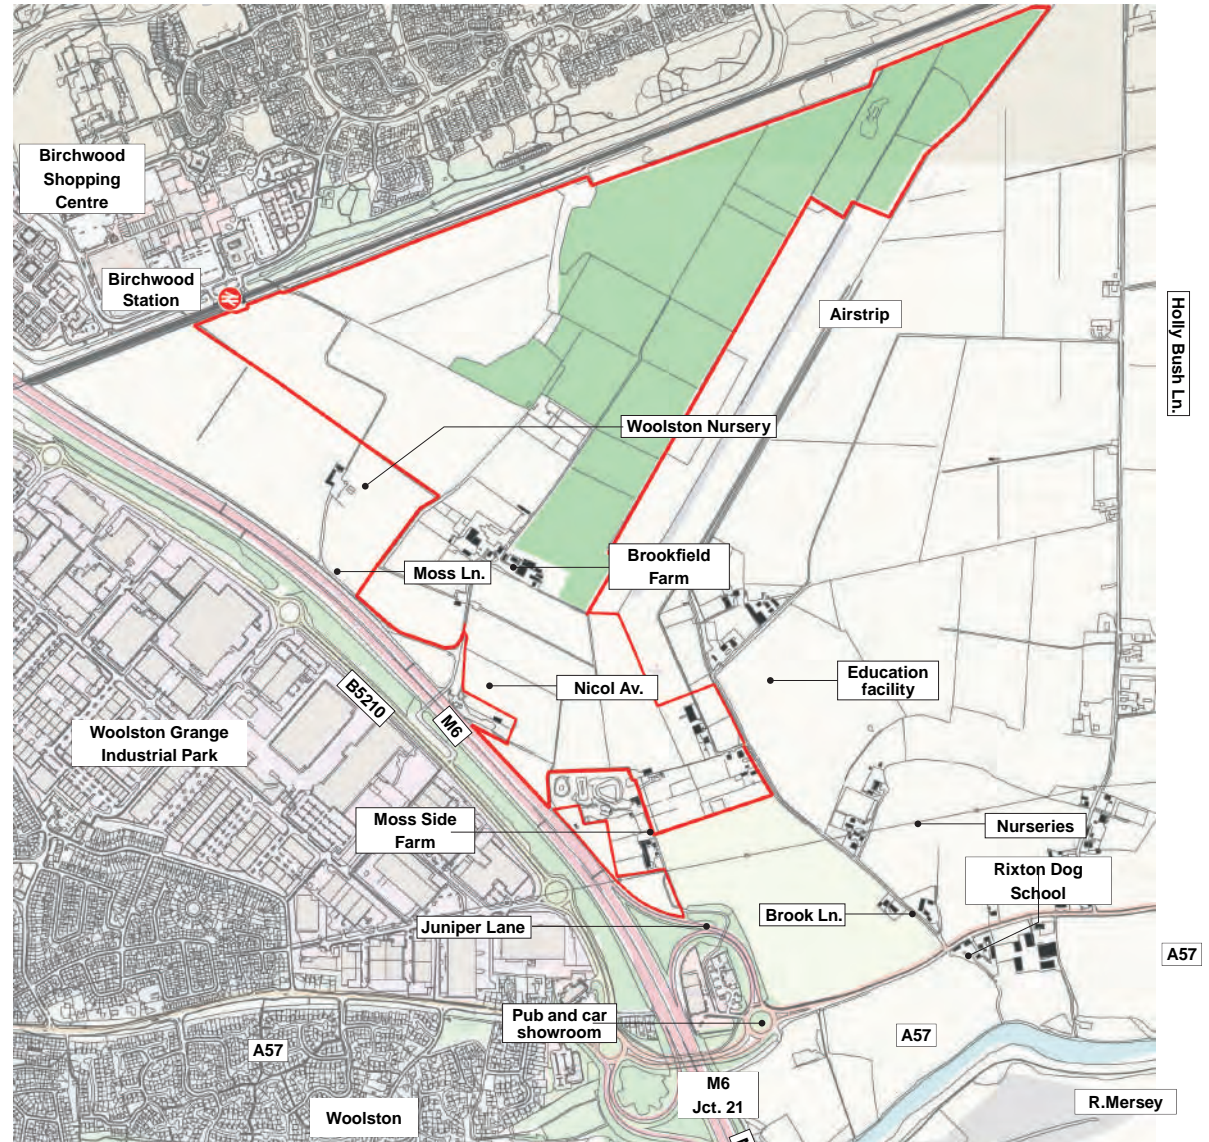 Birchwood
Shopping
Centre
Birchwood
Station
Airstrip
Holly Bush Ln.
Woolston Nursery
Moss Ln.
Brookfield
Farm
Education
facility
Nicol Av.
B5210
M6
Woolston Grange
Industrial Park
Moss Side
Farm
Nurseries
Rixton Dog
School
Brook Ln.
Juniper Lane
A57
Pub and car
showroom
A57
A57
M6
Jct. 21
R.Mersey
Woolston